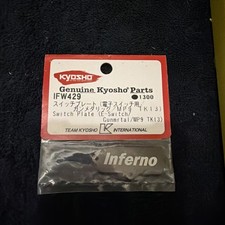 KYOSHO
Genuine Kyosho Parts
IFW429
●1300
スイッチプレート(電子スイッチ用/
ガンメタリック/MP9 TKI3)
Switch Plate(E-Switch/
Gunmetal/MP9 TKI3)
TEAM KYOSHO K INTERNATIONAL
Inferno